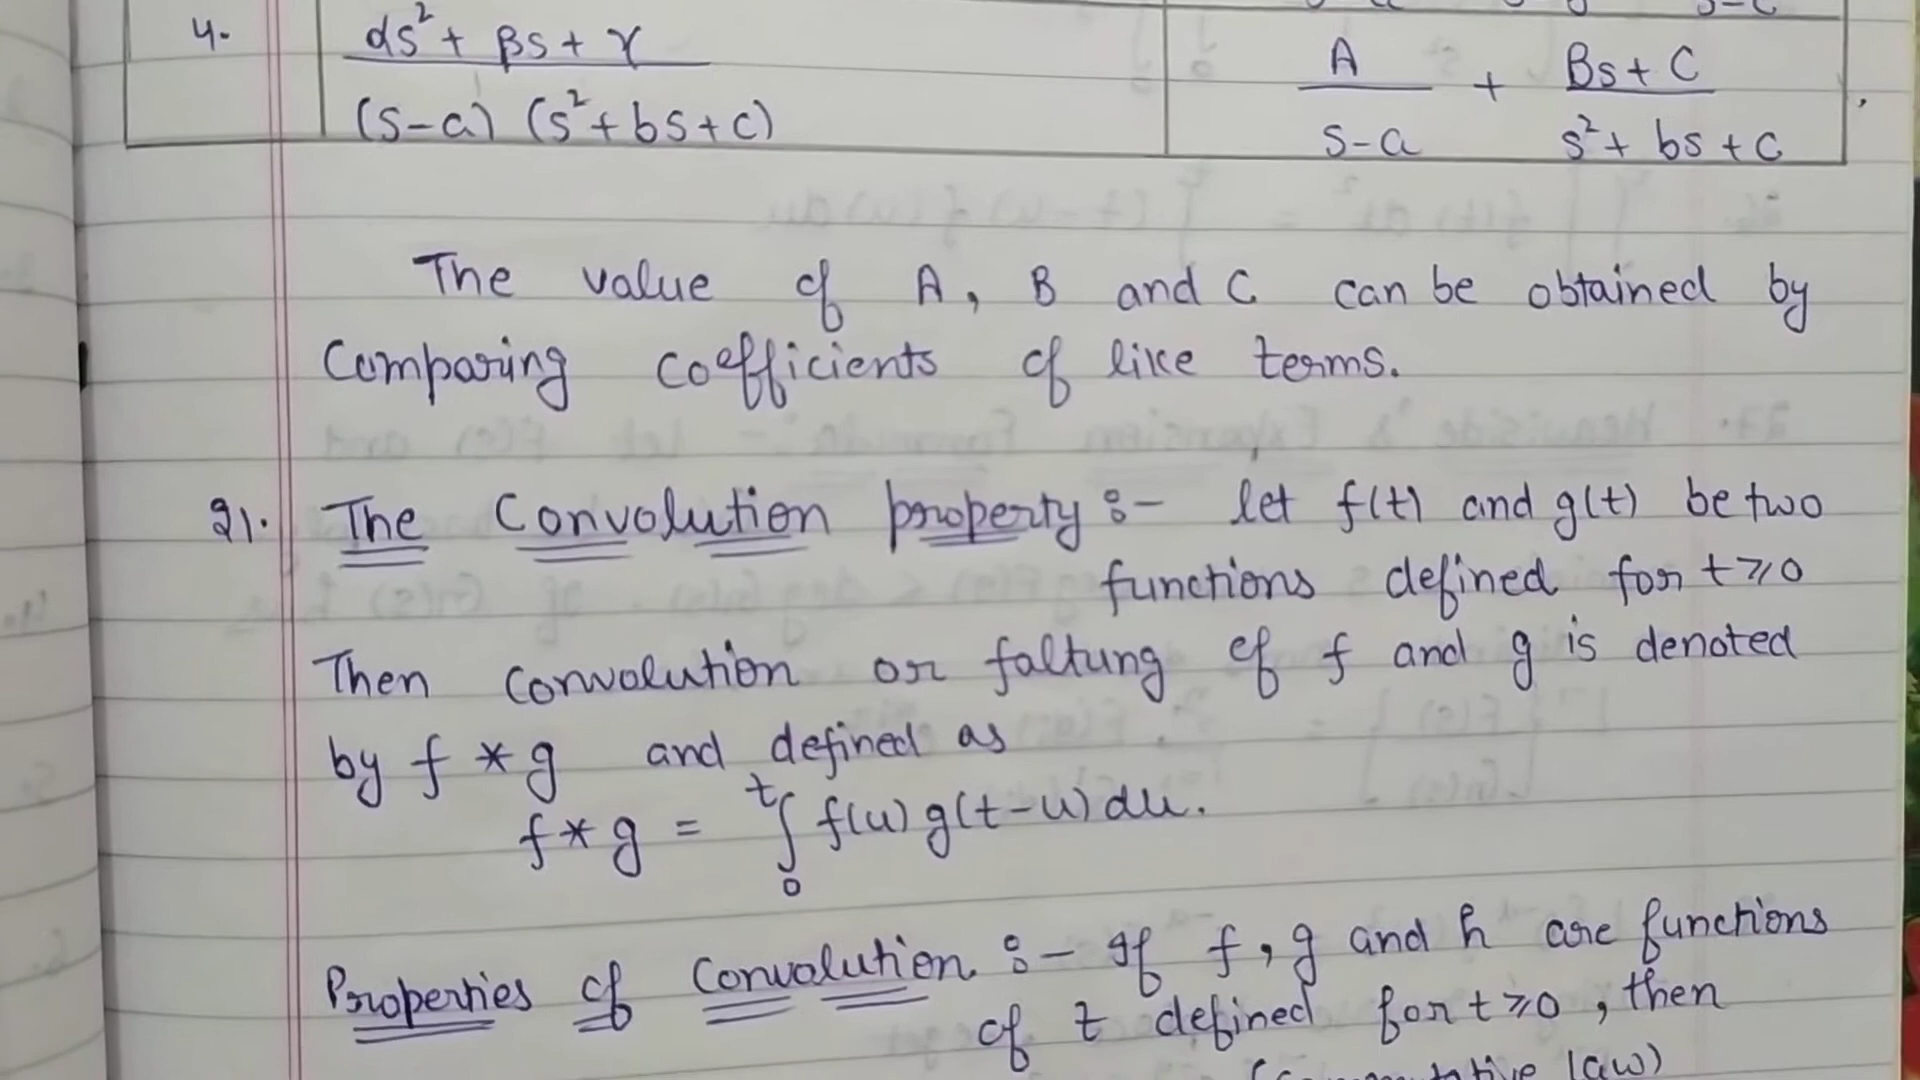 4. αs² + βs + γ / (s-a) (s²+bs+c)    A / s-a + Bs + C / s² + bs + c ,
The value of A, B and C can be obtained by
Comparing coefficients of like terms.
21. The Convolution property :- let f(t) and g(t) be two
functions defined for t ⩾ 0
Then convolution or faltung of f and g is denoted
by f * g and defined as
f * g = ᵗ∫₀ f(u) g(t-u) du.
Properties of Convolution :- If f, g and h are functions
of t defined for t ⩾ 0, then
law)